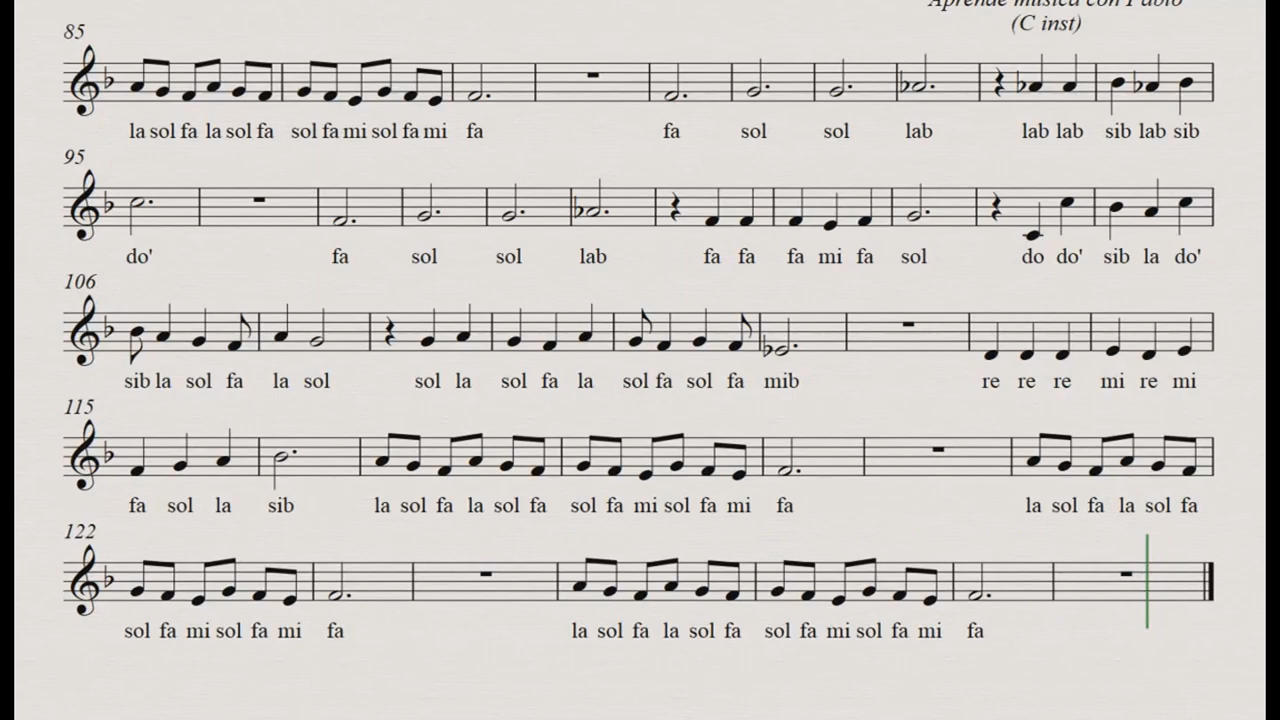 Aprende música con Pablo
(C inst)
85
la sol fa la sol fa sol fa mi sol fa mi fa fa sol sol lab lab lab sib lab sib
95
do' fa sol sol lab fa fa fa mi fa sol do do' sib la do'
106
sib la sol fa la sol sol la sol fa la sol fa sol fa mib re re re mi re mi
115
fa sol la sib la sol fa la sol fa sol fa mi sol fa mi fa la sol fa la sol fa
122
sol fa mi sol fa mi fa la sol fa la sol fa sol fa mi sol fa mi fa